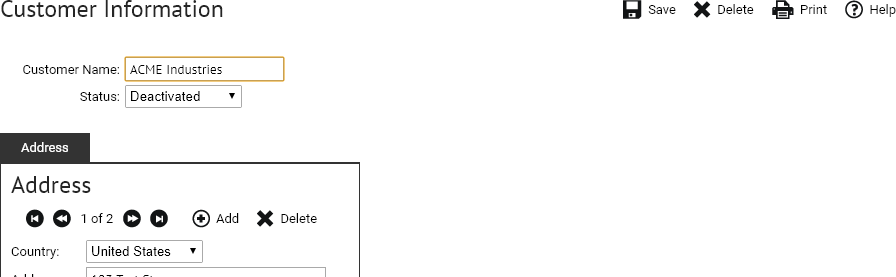 Customer Information
Save Delete Print Help
Customer Name: ACME Industries
Status: Deactivated
Address
Address
1 of 2 Add Delete
Country: United States